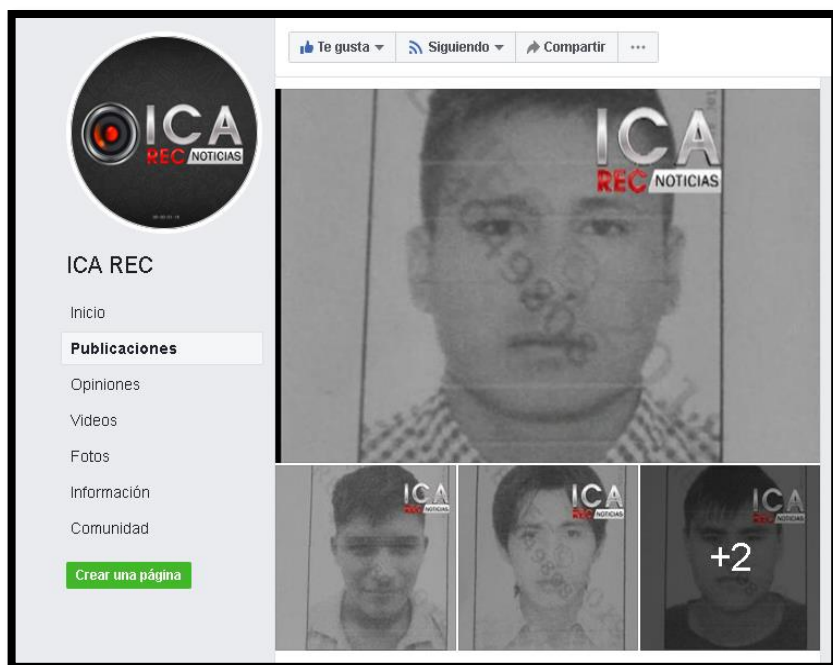 ICA
REC NOTICIAS
ICA REC
Inicio
Publicaciones
Opiniones
Videos
Fotos
Información
Comunidad
Crear una página
Te gusta
Siguiendo
Compartir
ICA
REC NOTICIAS
ICA
REC NOTICIAS
ICA
REC NOTICIAS
ICA
REC NOTICIAS
+2